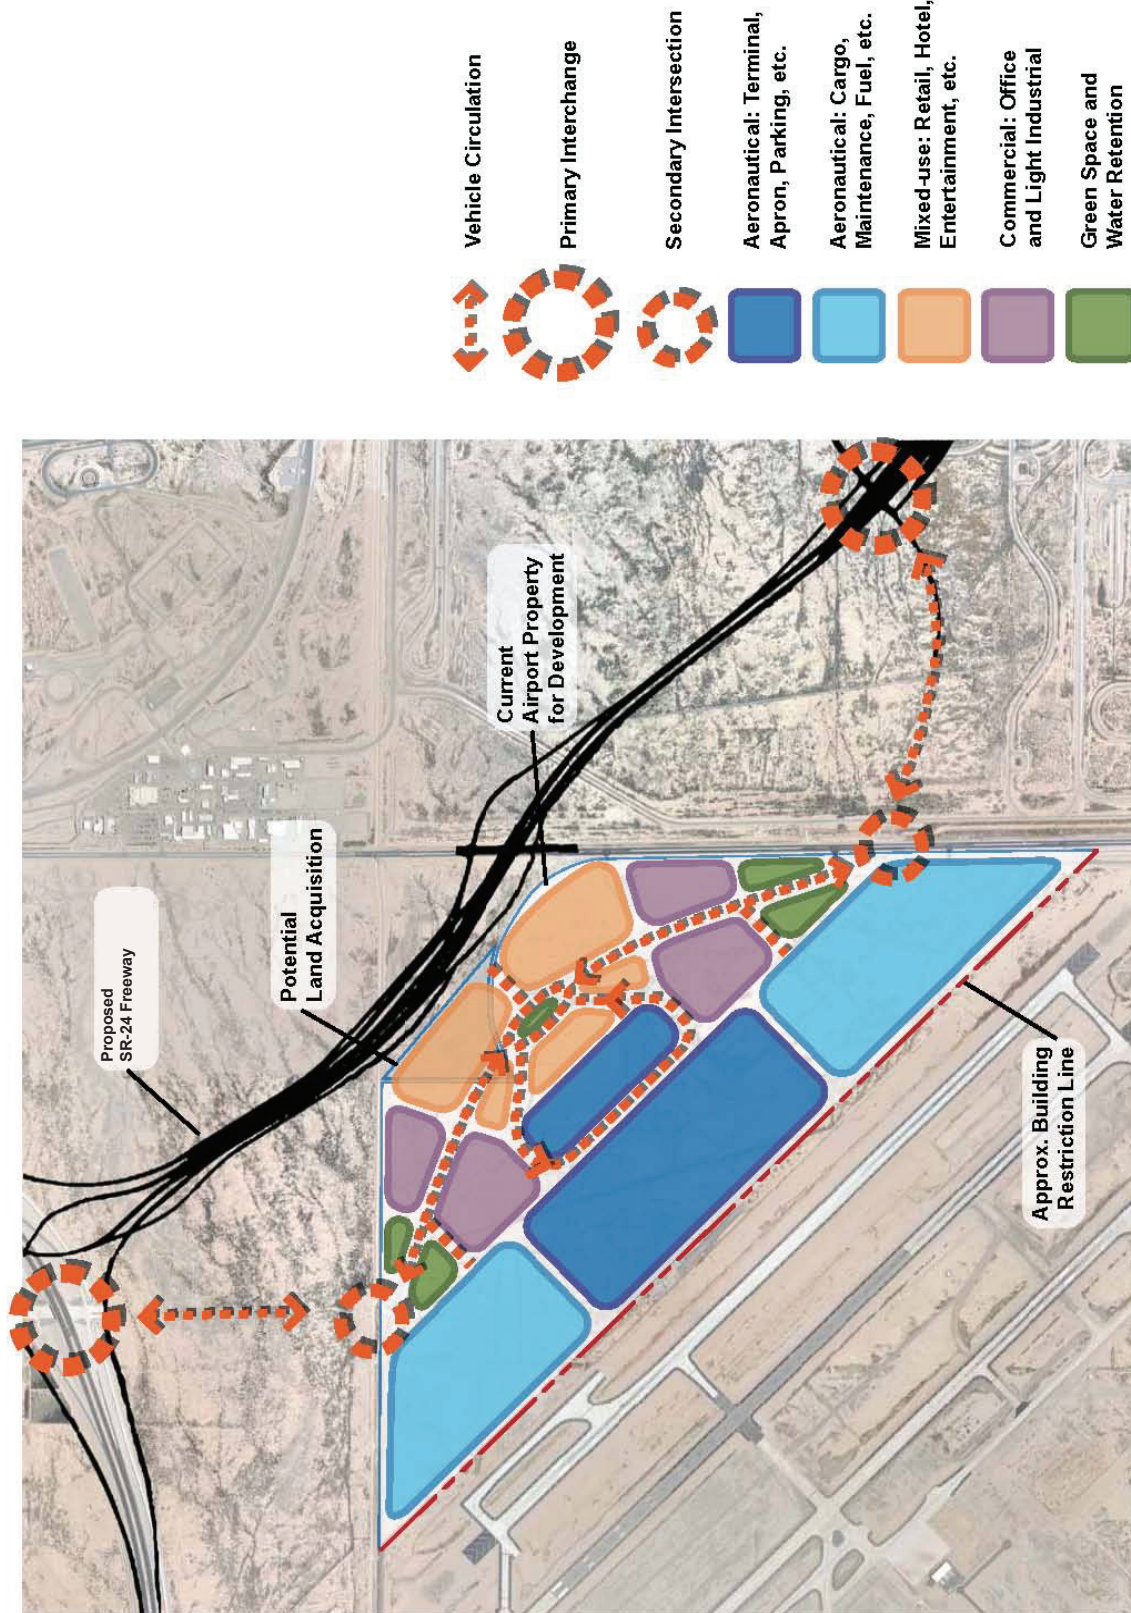 Proposed
SR-24 Freeway
Potential
Land Acquisition
Current
Airport Property
for Development
Approx. Building
Restriction Line
Vehicle Circulation
Primary Interchange
Secondary Intersection
Aeronautical: Terminal,
Apron, Parking, etc.
Aeronautical: Cargo,
Maintenance, Fuel, etc.
Mixed-use: Retail, Hotel,
Entertainment, etc.
Commercial: Office
and Light Industrial
Green Space and
Water Retention